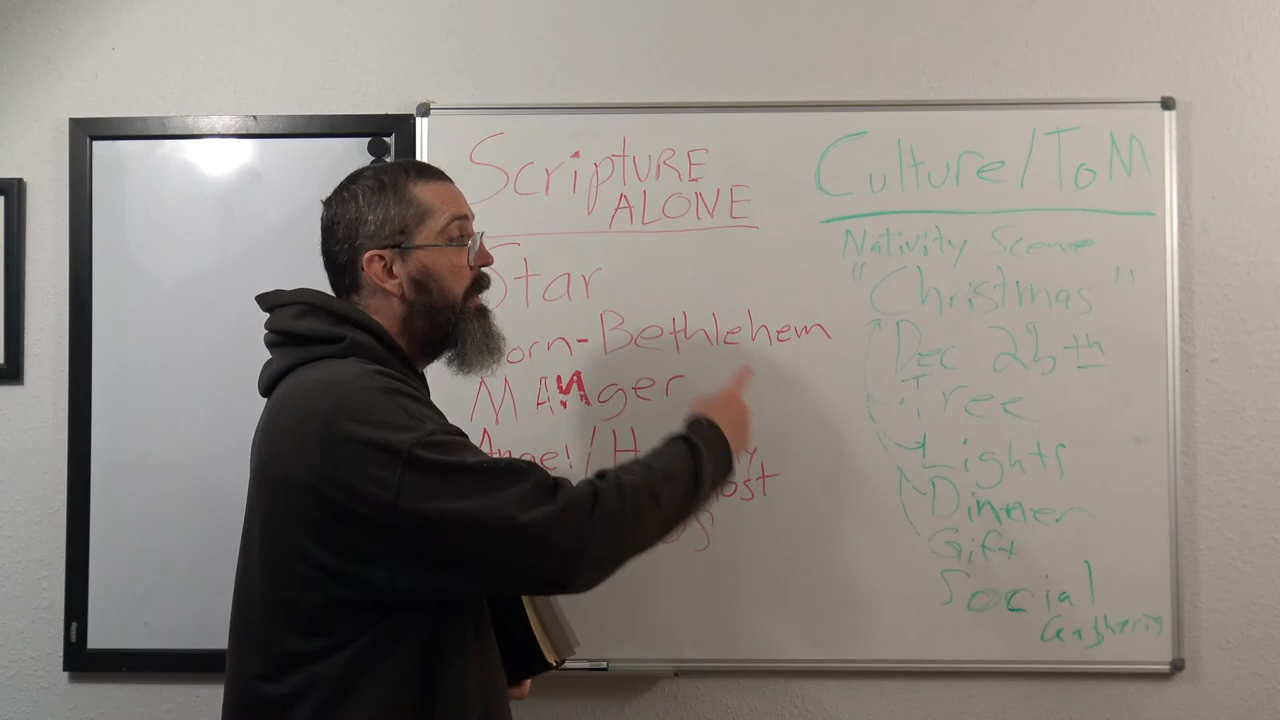 Scripture
ALONE
Star
orn-Bethlehem
MANger
Angel/H
Culture/ToM
Nativity Scene
"Christmas"
Dec 25th
Tree
Lights
Dinner
Gift
Social
Gathering